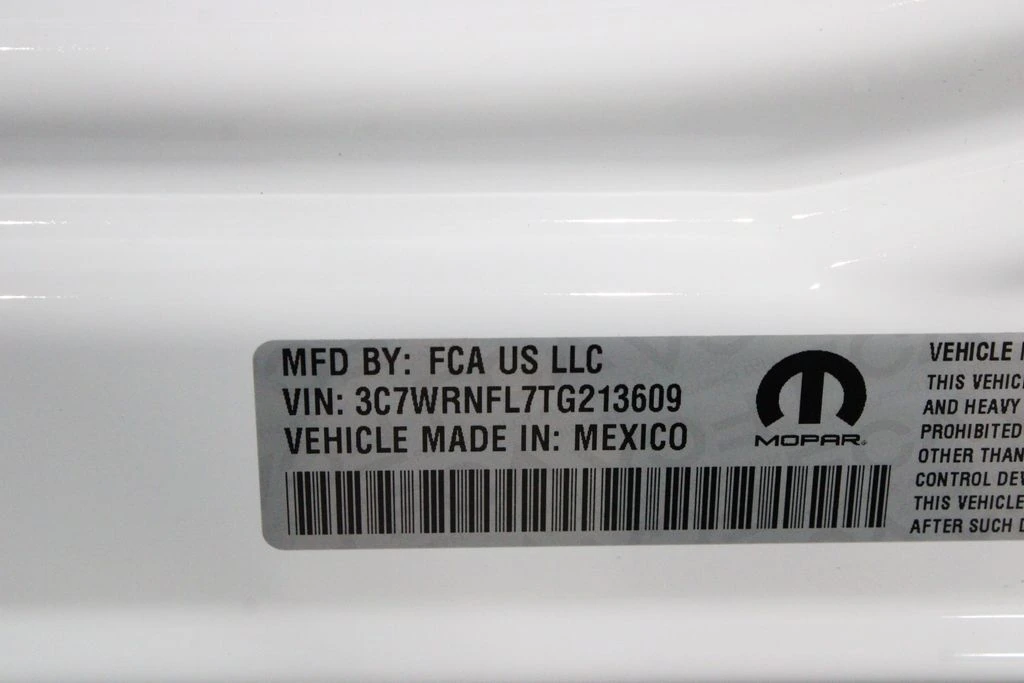 MFD BY: FCA US LLC
VIN: 3C7WRNFL7TG213609
VEHICLE MADE IN: MEXICO
MOPAR®
VEHICLE
THIS VEHIC
AND HEAVY
PROHIBITED
OTHER THAN
CONTROL DEV
THIS VEHICLE
AFTER SUCH